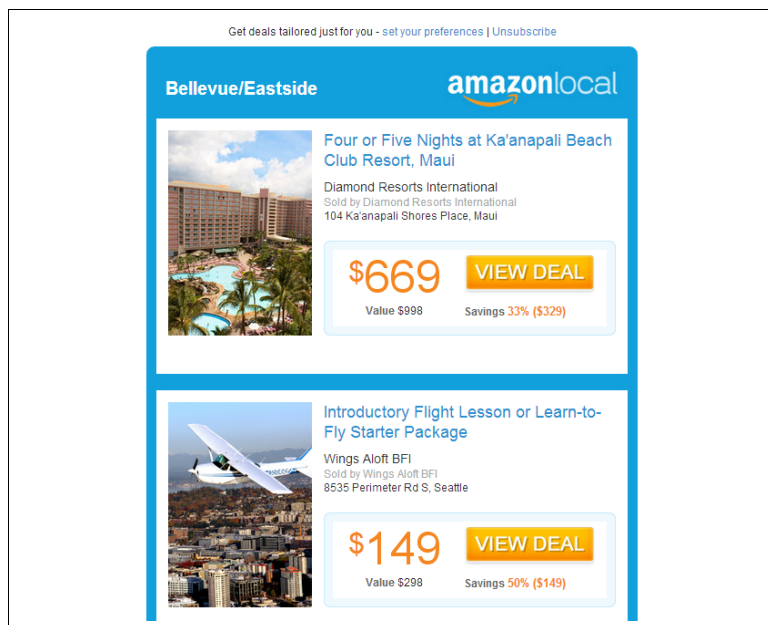 Get deals tailored just for you - set your preferences | Unsubscribe
Bellevue/Eastside
amazonlocal
Four or Five Nights at Ka'anapali Beach
Club Resort, Maui
Diamond Resorts International
Sold by Diamond Resorts International
104 Ka'anapali Shores Place, Maui
$669
VIEW DEAL
Value $998
Savings 33% ($329)
Introductory Flight Lesson or Learn-to-
Fly Starter Package
Wings Aloft BFI
Sold by Wings Aloft BFI
8535 Perimeter Rd S, Seattle
$149
VIEW DEAL
Value $298
Savings 50% ($149)